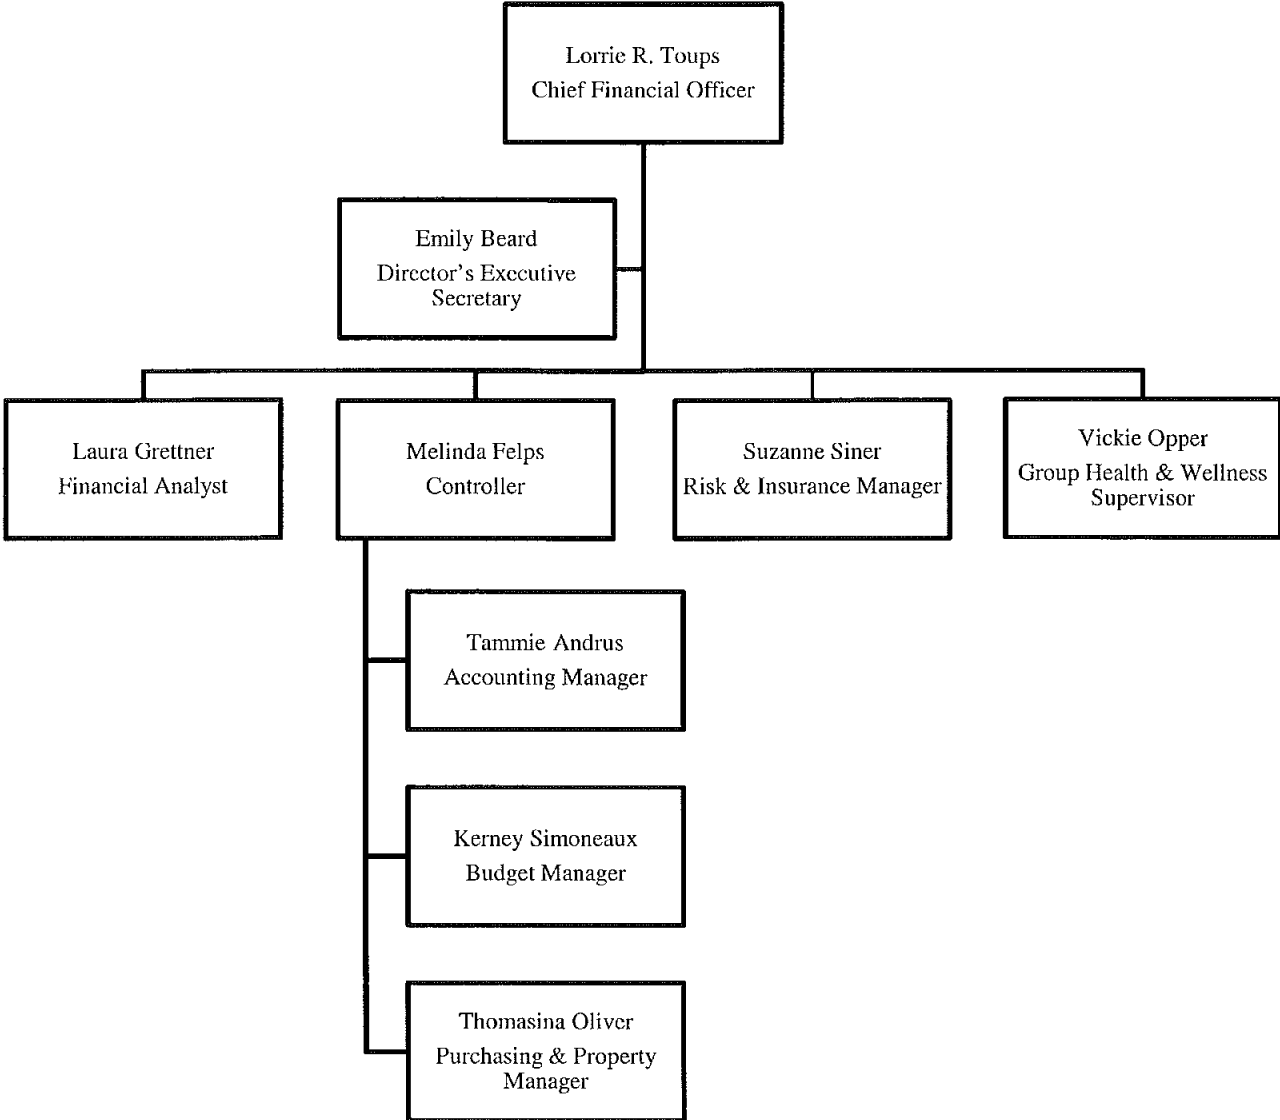 Lorrie R. Toups
Chief Financial Officer
Emily Beard
Director's Executive
Secretary
Laura Grettner
Financial Analyst
Melinda Felps
Controller
Suzanne Siner
Risk & Insurance Manager
Vickie Opper
Group Health & Wellness
Supervisor
Tammie Andrus
Accounting Manager
Kerney Simoneaux
Budget Manager
Thomasina Oliver
Purchasing & Property
Manager